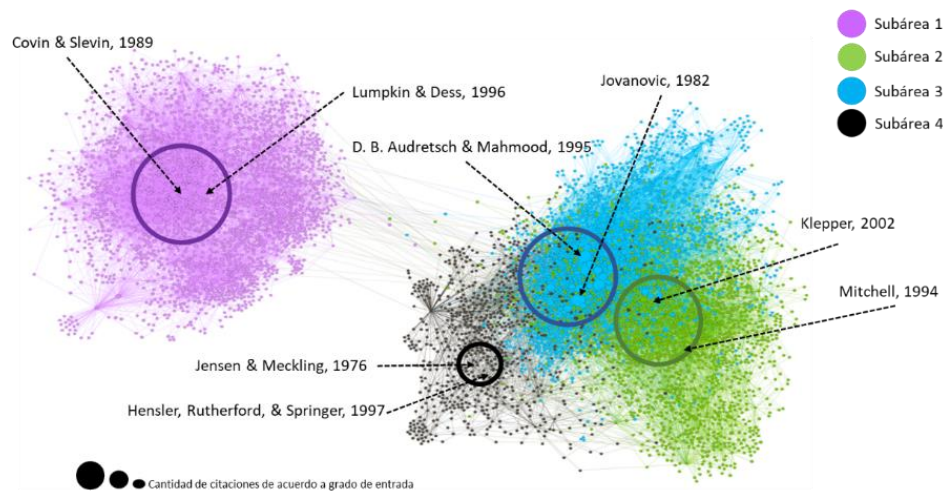 Covin & Slevin, 1989
Lumpkin & Dess, 1996
Jovanovic, 1982
D. B. Audretsch & Mahmood, 1995
Klepper, 2002
Mitchell, 1994
Jensen & Meckling, 1976
Hensler, Rutherford, & Springer, 1997
Subárea 1
Subárea 2
Subárea 3
Subárea 4
Cantidad de citaciones de acuerdo a grado de entrada